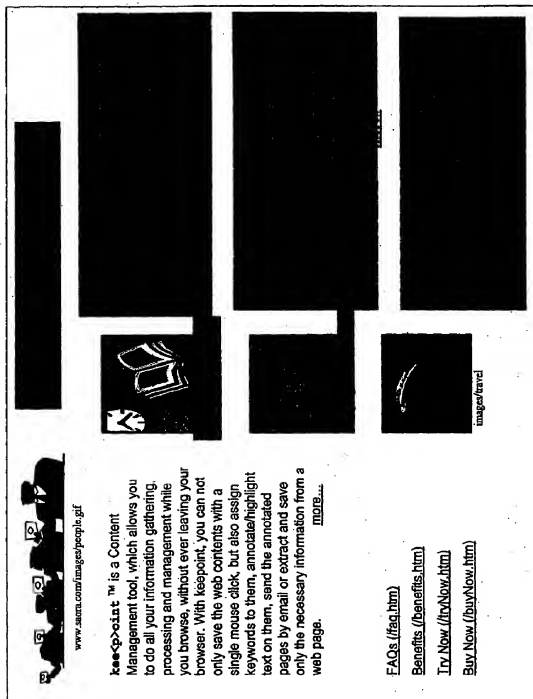 www.saora.com/images/people.gif
kee<p>oint ™ is a Content
Management tool, which allows you
to do all your information gathering,
processing and management while
you browse, without ever leaving your
browser. With keepoint, you can not
only save the web contents with a
single mouse click, but also assign
keywords to them, annotate/highlight
text on them, send the annotated
pages by email or extract and save
only the necessary information from a
web page.
more...
FAQs (/faq.htm)
Benefits (/benefits.htm)
Try Now (/tryNow.htm)
Buy Now (/buyNow.htm)
images/travel